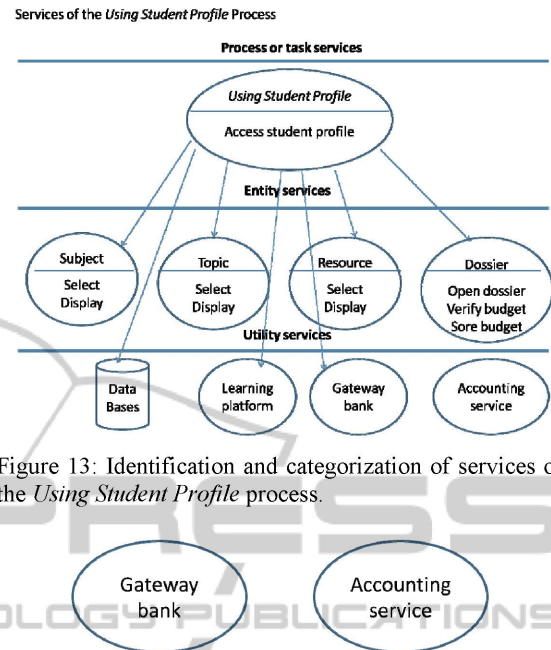 Services of the Using Student Profile Process
Process or task services
Using Student Profile
Access student profile
Entity services
Subject
Select
Display
Topic
Select
Display
Resource
Select
Display
Dossier
Open dossier
Verify budget
Sore budget
Utility services
Data
Bases
Learning
platform
Gateway
bank
Accounting
service
Figure 13: Identification and categorization of services o
the Using Student Profile process.
Gateway
bank
Accounting
service
PRESS
OLOGY PUBLICATIONS